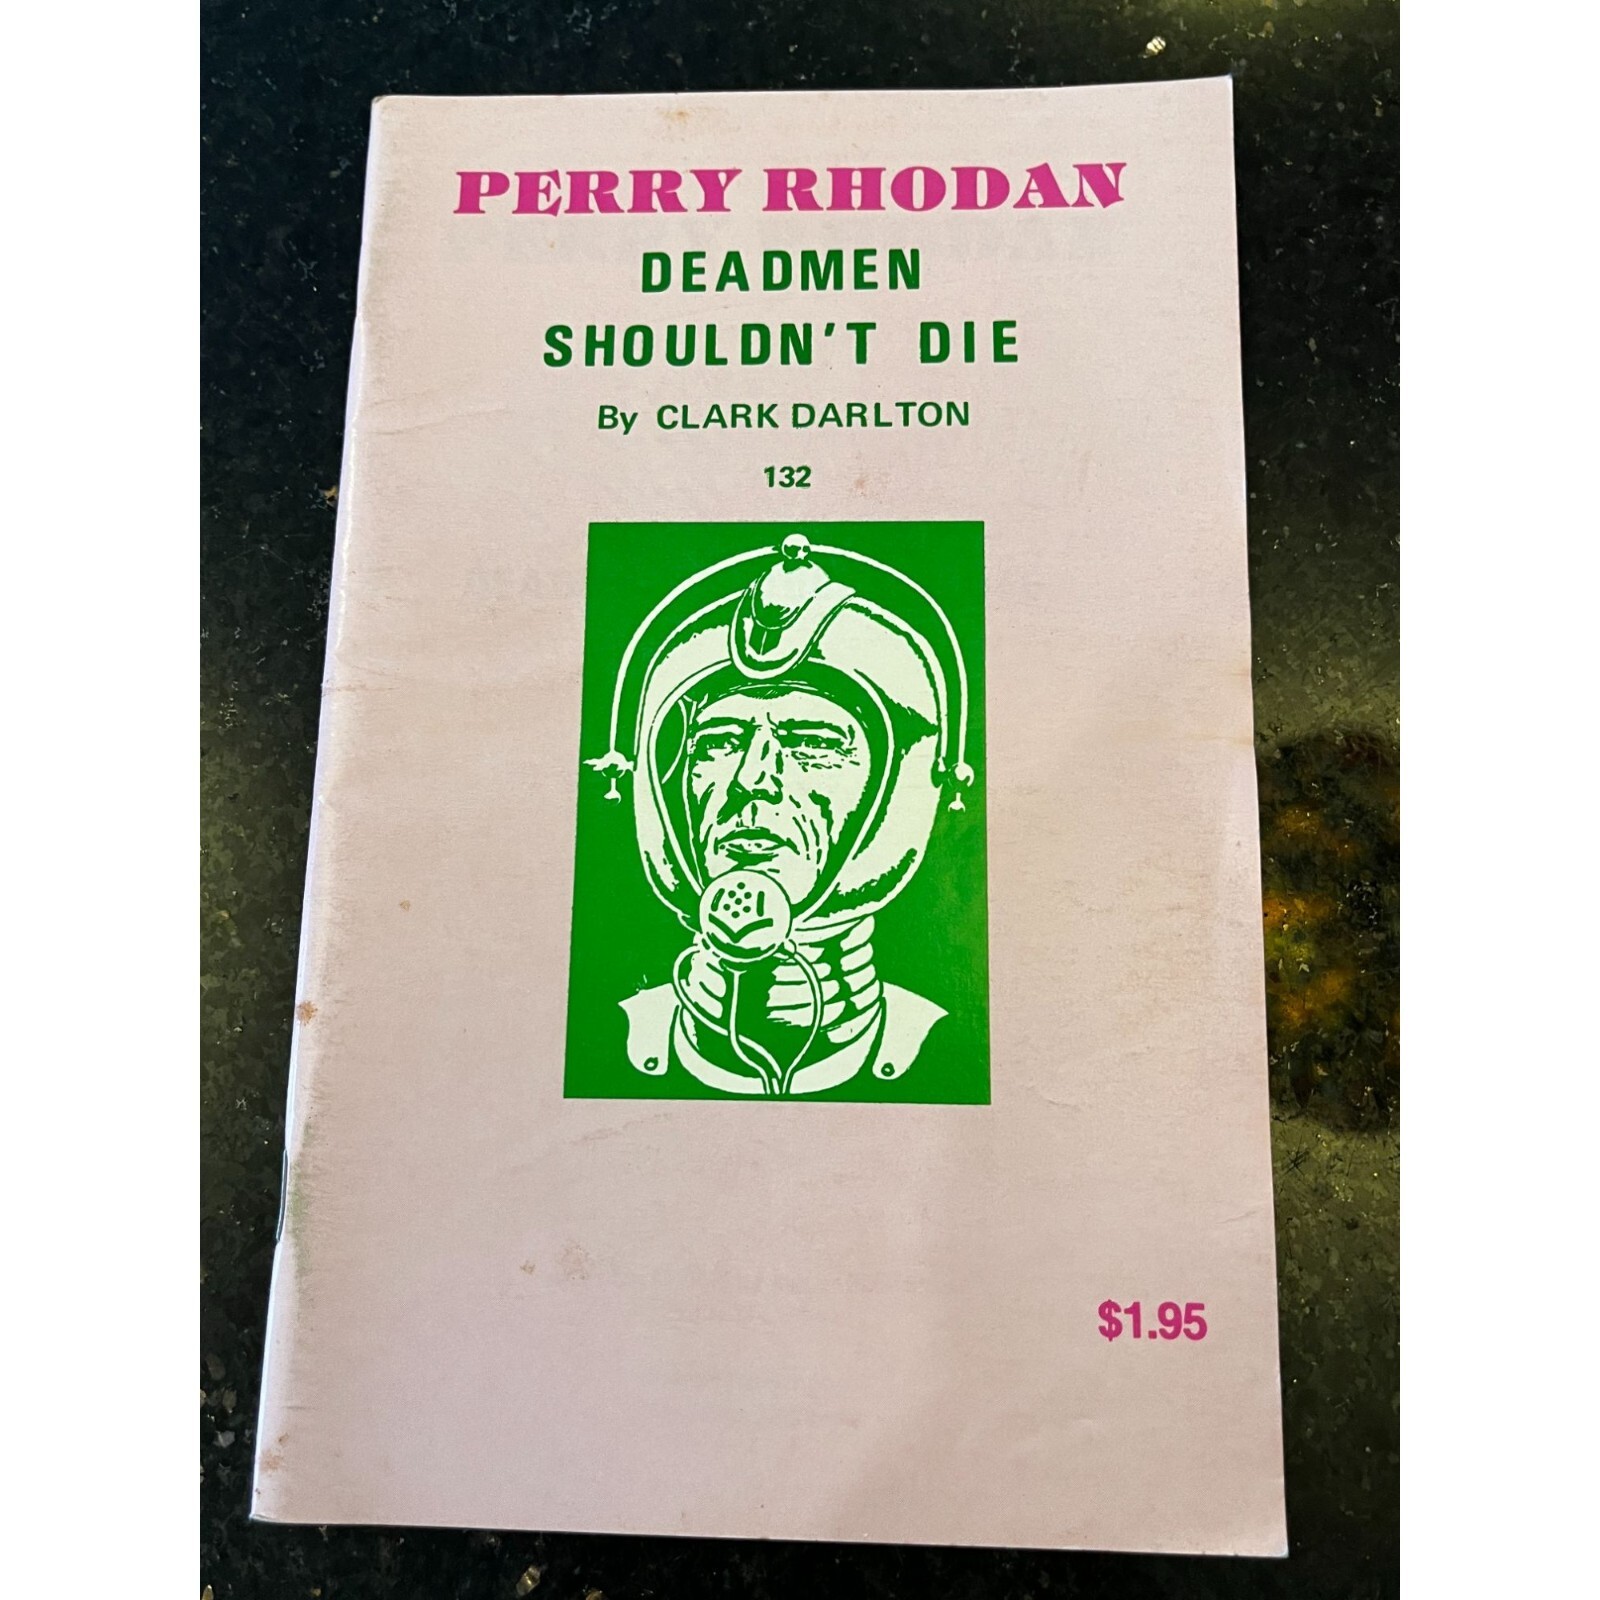 PERRY RHODAN
DEADMEN
SHOULDN'T DIE
By CLARK DARLTON
132
$1.95